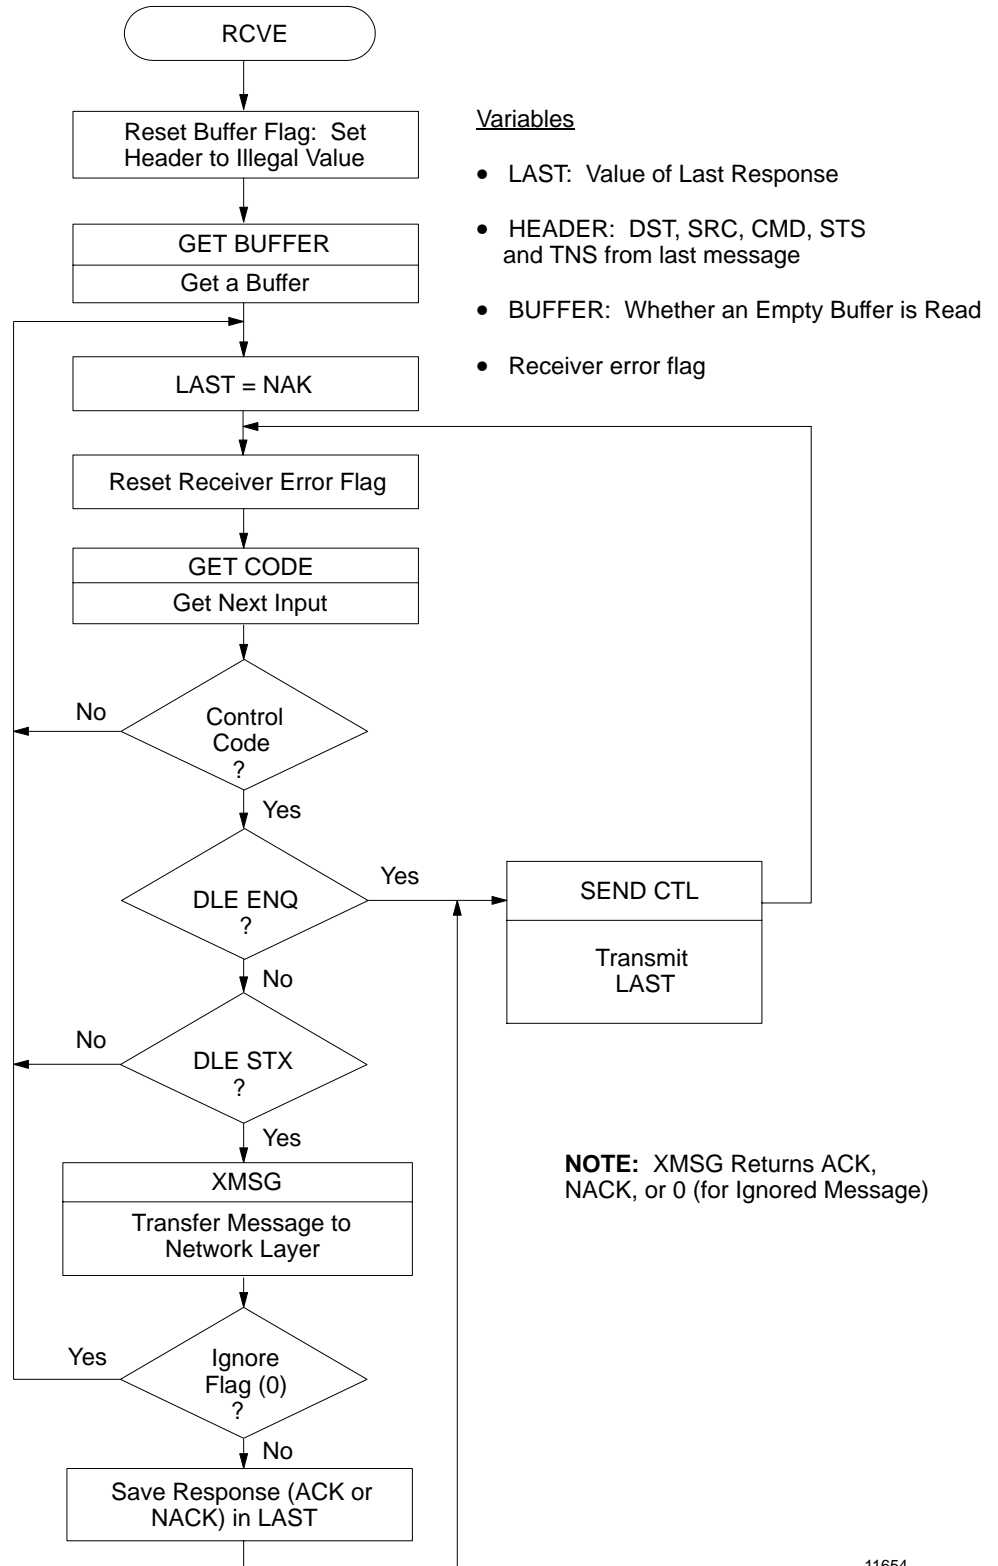 RCVE
Reset Buffer Flag: Set
Header to Illegal Value
GET BUFFER
Get a Buffer
LAST = NAK
Reset Receiver Error Flag
GET CODE
Get Next Input
Control
Code
?
No
Yes
DLE ENQ
?
Yes
No
SEND CTL
Transmit
LAST
DLE STX
?
No
Yes
XMSG
Transfer Message to
Network Layer
Ignore
Flag (0)
?
Yes
No
Save Response (ACK or
NACK) in LAST
Variables
• LAST: Value of Last Response
• HEADER: DST, SRC, CMD, STS
and TNS from last message
• BUFFER: Whether an Empty Buffer is Read
• Receiver error flag
NOTE: XMSG Returns ACK,
NACK, or 0 (for Ignored Message)
11654